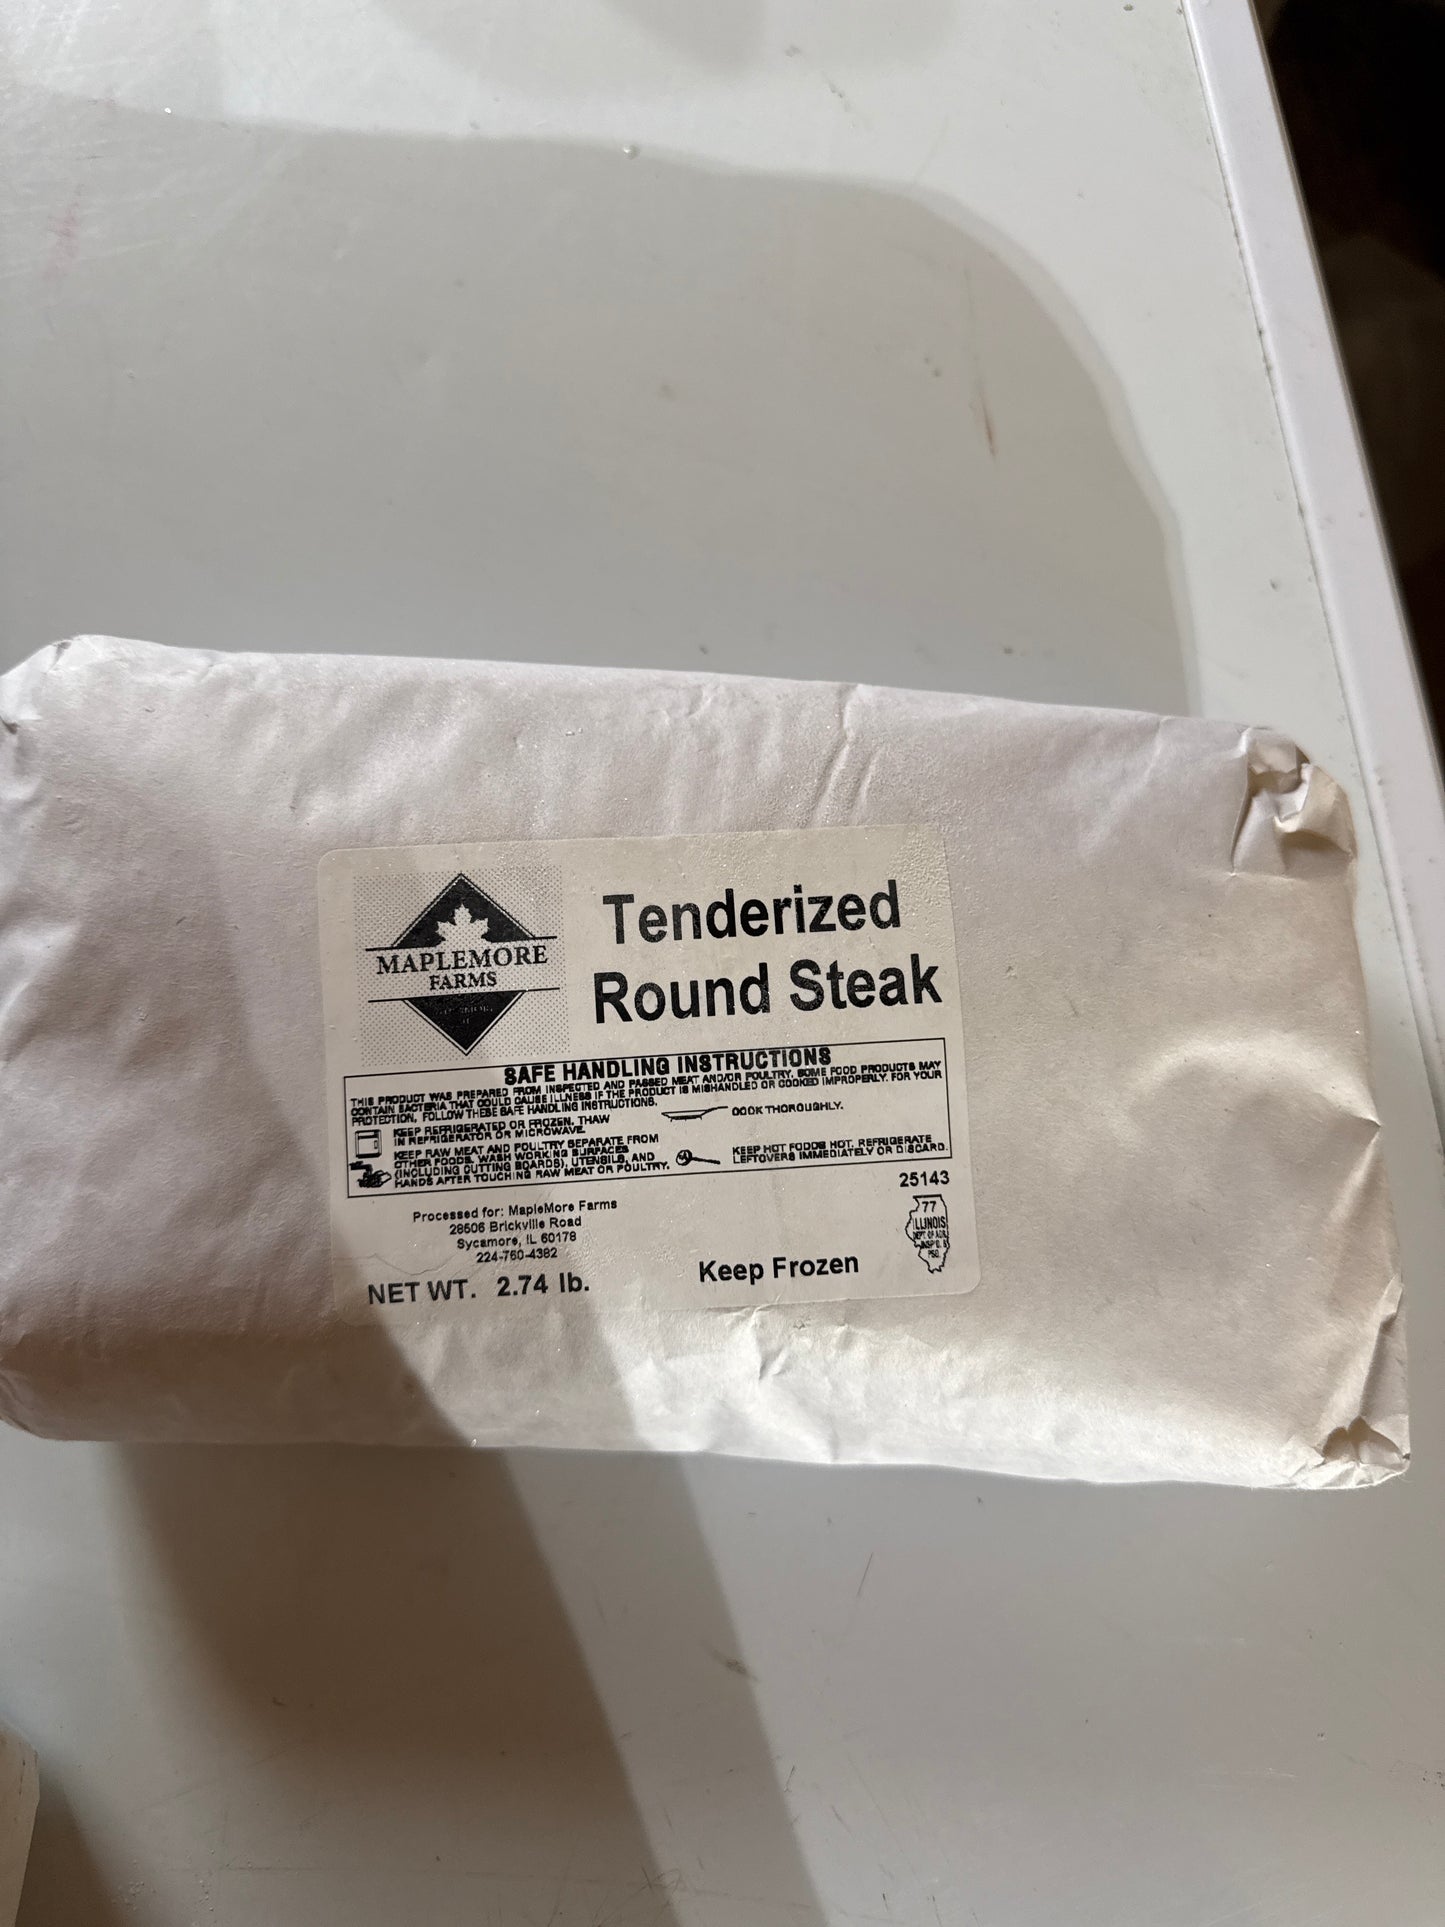 MAPLEMORE
FARMS
Tenderized
Round Steak
SAFE HANDLING INSTRUCTIONS
THIS PRODUCT WAS PREPARED FROM INSPECTED AND PASSED MEAT AND/OR POULTRY. SOME FOOD PRODUCTS MAY
CONTAIN BACTERIA THAT COULD CAUSE ILLNESS IF THE PRODUCT IS MISHANDLED OR COOKED IMPROPERLY. FOR YOUR
PROTECTION, FOLLOW THESE SAFE HANDLING INSTRUCTIONS.
KEEP REFRIGERATED OR FROZEN. THAW
IN REFRIGERATOR OR MICROWAVE.
COOK THOROUGHLY.
KEEP RAW MEAT AND POULTRY SEPARATE FROM
OTHER FOODS. WASH WORKING SURFACES
(INCLUDING CUTTING BOARDS), UTENSILS, AND
HANDS AFTER TOUCHING RAW MEAT OR POULTRY.
KEEP HOT FOODS HOT. REFRIGERATE
LEFTOVERS IMMEDIATELY OR DISCARD.
25143
77
ILLINOIS
DEPT. OF AGR.
INSP'D. &
PSD.
Processed for: MapleMore Farms
28506 Brickville Road
Sycamore, IL 60178
224-760-4382
NET WT. 2.74 lb.
Keep Frozen